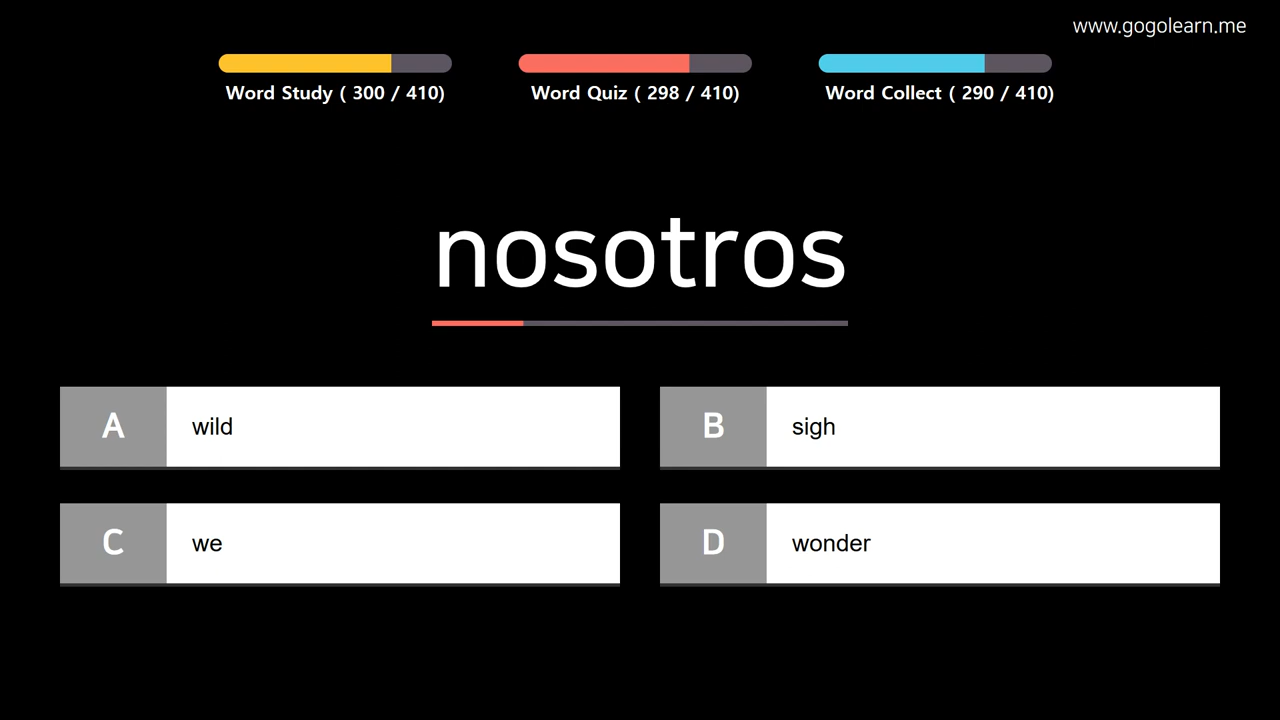 www.gogolearn.me
Word Study ( 300 / 410) Word Quiz ( 298 / 410) Word Collect ( 290 / 410)
nosotros
A wild
B sigh
C we
D wonder